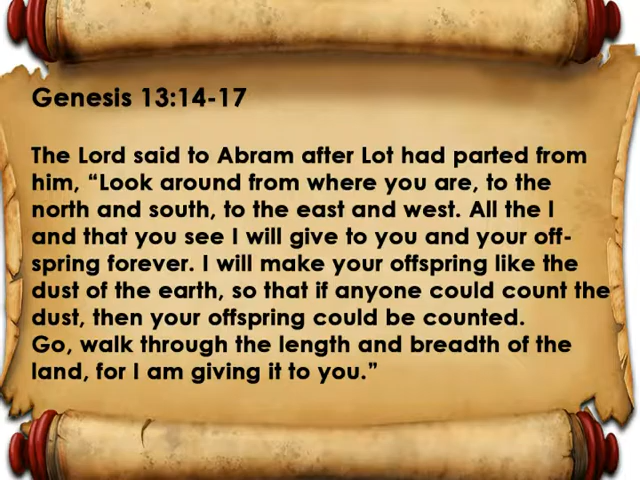 Genesis 13:14-17
The Lord said to Abram after Lot had parted from
him, “Look around from where you are, to the
north and south, to the east and west. All the l
and that you see I will give to you and your off-
spring forever. I will make your offspring like the
dust of the earth, so that if anyone could count the
dust, then your offspring could be counted.
Go, walk through the length and breadth of the
land, for I am giving it to you.”